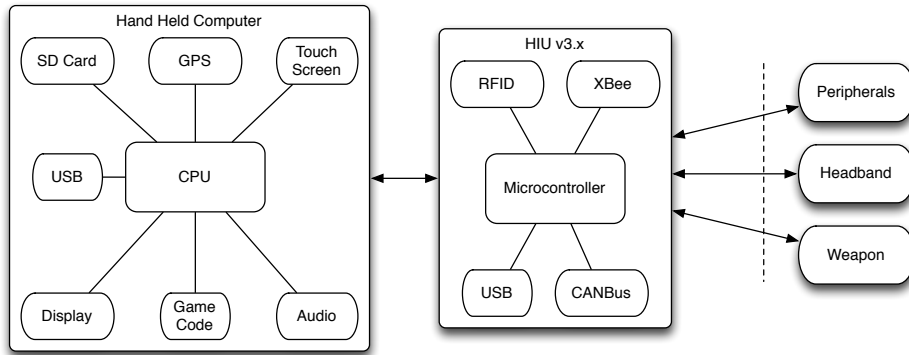 Hand Held Computer
SD Card
GPS
Touch
Screen
USB
CPU
Display
Game
Code
Audio
HIU v3.x
RFID
XBee
Microcontroller
USB
CANBus
Peripherals
Headband
Weapon